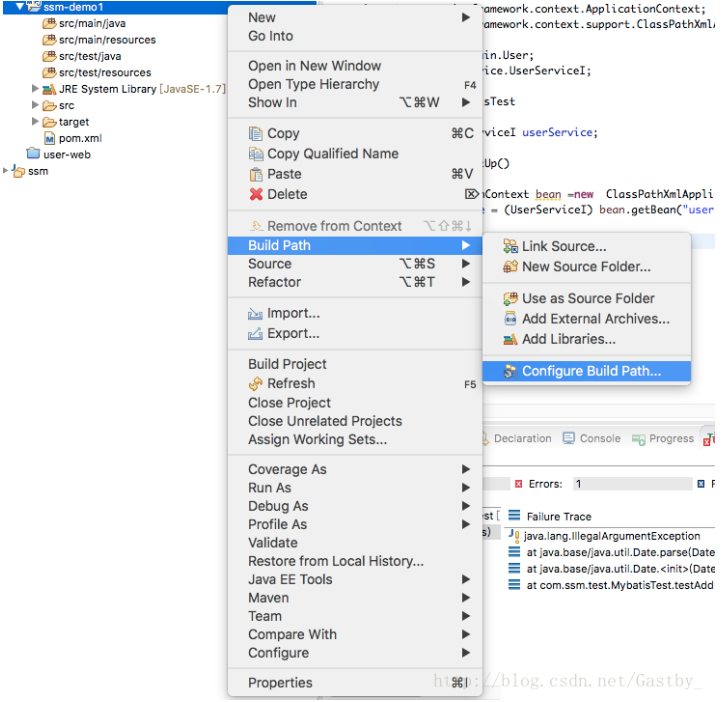 ssm-demo1
src/main/java
src/main/resources
src/test/java
src/test/resources
JRE System Library [JavaSE-1.7]
src
target
pom.xml
user-web
ssm
New
Go Into
Open in New Window
Open Type Hierarchy F4
Show In ⌥⌘W
Copy ⌘C
Copy Qualified Name
Paste ⌘V
Delete ⌦
Remove from Context ⌥⇧⌘↓
Build Path
Source ⌥⌘S
Refactor ⌥⌘T
Import...
Export...
Build Project
Refresh F5
Close Project
Close Unrelated Projects
Assign Working Sets...
Coverage As
Run As
Debug As
Profile As
Validate
Restore from Local History...
Java EE Tools
Maven
Team
Compare With
Configure
Properties ⌘I
ramework.context.ApplicationContext;
ramework.context.support.ClassPathXmlA
in.User;
ice.UserServiceI;
sTest
viceI userService;
Up()
Context bean =new ClassPathXmlAppli
e = (UserServiceI) bean.getBean("user
Link Source...
New Source Folder...
Use as Source Folder
Add External Archives...
Add Libraries...
Configure Build Path...
Declaration Console Progress
Errors: 1
est [
s)
Failure Trace
java.lang.IllegalArgumentException
at java.base/java.util.Date.parse(Date
at java.base/java.util.Date.<init>(Date
at com.ssm.test.MybatisTest.testAdd
http://blog.csdn.net/Gastby_